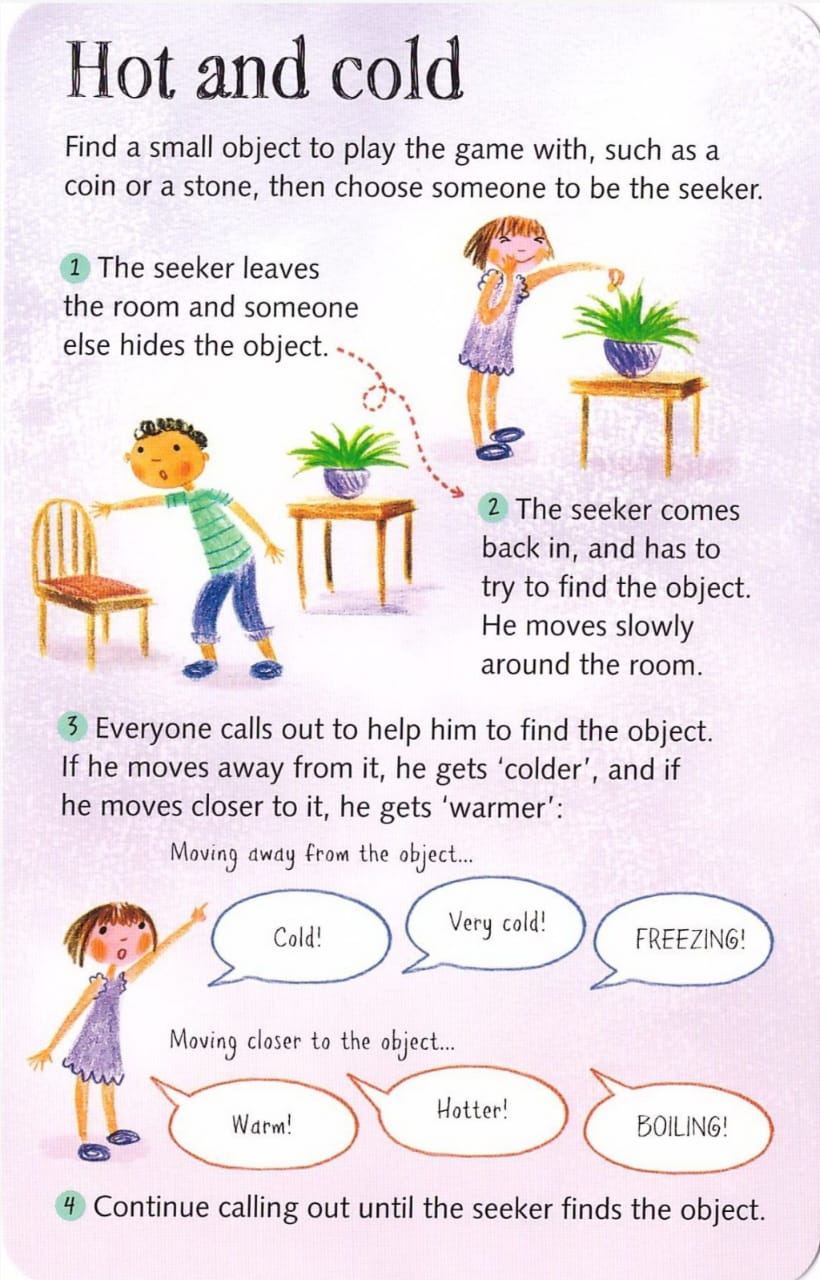 Hot and cold
Find a small object to play the game with, such as a
coin or a stone, then choose someone to be the seeker.
1 The seeker leaves
the room and someone
else hides the object.
2 The seeker comes
back in, and has to
try to find the object.
He moves slowly
around the room.
3 Everyone calls out to help him to find the object.
If he moves away from it, he gets ‘colder’, and if
he moves closer to it, he gets ‘warmer’:
Moving away from the object...
Cold!
Very cold!
FREEZING!
Moving closer to the object...
Warm!
Hotter!
BOILING!
4 Continue calling out until the seeker finds the object.